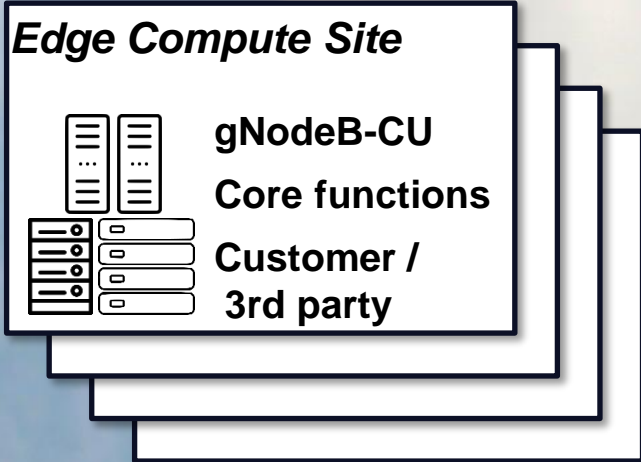 Edge Compute Site
gNodeB-CU
Core functions
Customer /
3rd party